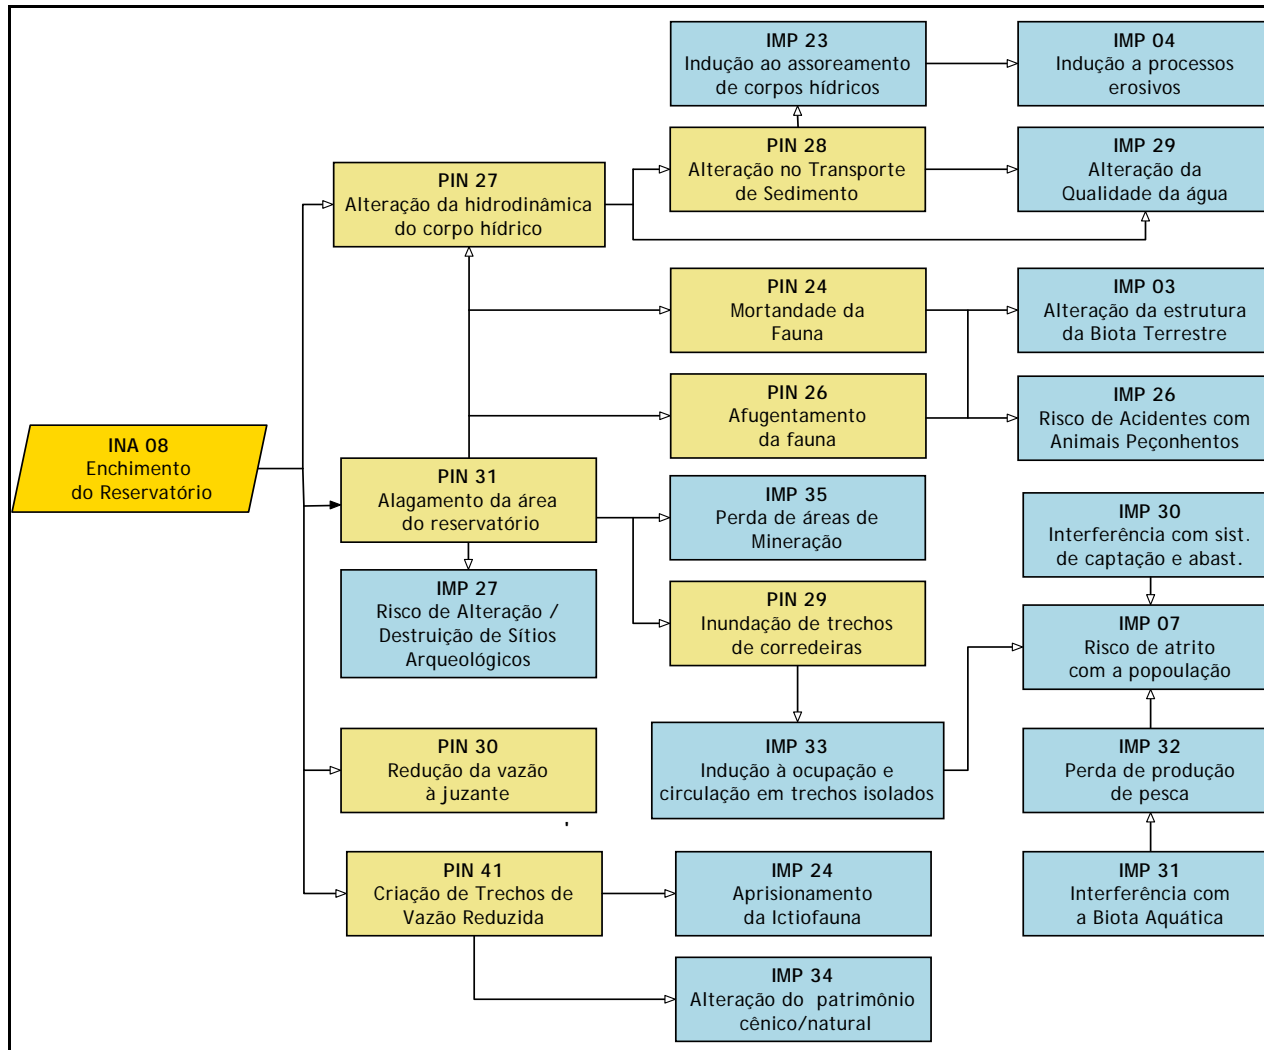 IMP 23
Indução ao assoreamento
de corpos hídricos
IMP 04
Indução a processos
erosivos
PIN 27
Alteração da hidrodinâmica
do corpo hídrico
PIN 28
Alteração no Transporte
de Sedimento
IMP 29
Alteração da
Qualidade da água
PIN 24
Mortandade da
Fauna
IMP 03
Alteração da estrutura
da Biota Terrestre
PIN 26
Afugentamento
da fauna
IMP 26
Risco de Acidentes com
Animais Peçonhentos
INA 08
Enchimento
do Reservatório
PIN 31
Alagamento da área
do reservatório
IMP 35
Perda de áreas de
Mineração
IMP 30
Interferência com sist.
de captação e abast.
IMP 27
Risco de Alteração /
Destruição de Sítios
Arqueológicos
PIN 29
Inundação de trechos
de corredeiras
IMP 07
Risco de atrito
com a popoulação
PIN 30
Redução da vazão
à juzante
IMP 33
Indução à ocupação e
circulação em trechos isolados
IMP 32
Perda de produção
de pesca
PIN 41
Criação de Trechos de
Vazão Reduzida
IMP 24
Aprisionamento
da Ictiofauna
IMP 31
Interferência com
a Biota Aquática
IMP 34
Alteração do patrimônio
cênico/natural